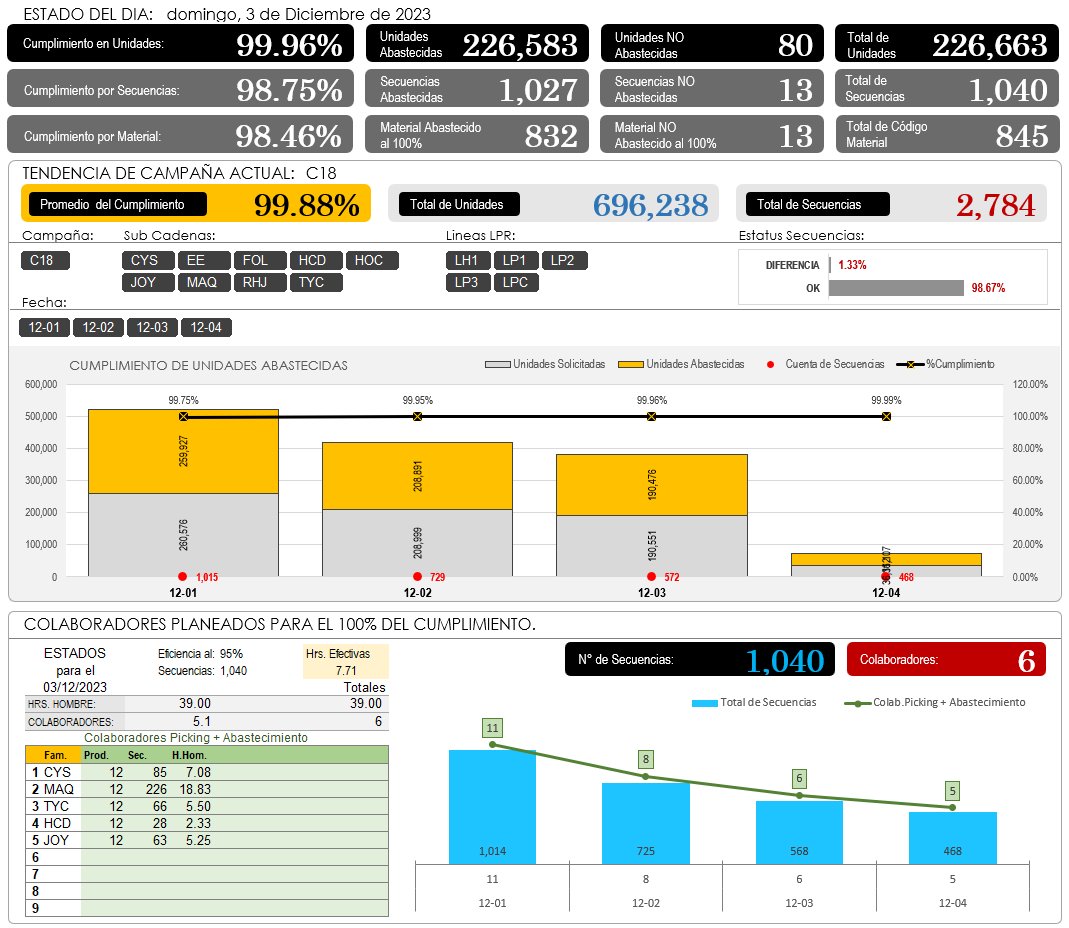 ESTADO DEL DIA: domingo, 3 de Diciembre de 2023
Cumplimiento en Unidades: 99.96%
Unidades Abastecidas 226,583
Unidades NO Abastecidas 80
Total de Unidades 226,663
Cumplimiento por Secuencias: 98.75%
Secuencias Abastecidas 1,027
Secuencias NO Abastecidas 13
Total de Secuencias 1,040
Cumplimiento por Material: 98.46%
Material Abastecido al 100% 832
Material NO Abastecido al 100% 13
Total de Código Material 845
TENDENCIA DE CAMPAÑA ACTUAL: C18
Promedio del Cumplimiento 99.88%
Total de Unidades 696,238
Total de Secuencias 2,784
Campaña:
C18
Sub Cadenas:
CYS EE FOL HCD HOC
JOY MAQ RHJ TYC
Lineas LPR:
LH1 LP1 LP2
LP3 LPC
Estatus Secuencias:
DIFERENCIA 1.33%
OK 98.67%
Fecha:
12-01 12-02 12-03 12-04
CUMPLIMIENTO DE UNIDADES ABASTECIDAS
Unidades Solicitadas Unidades Abastecidas Cuenta de Secuencias %Cumplimiento
600,000 120.00%
99.75% 99.95% 99.96% 99.99%
500,000 100.00%
400,000 80.00%
300,000 60.00%
200,000 40.00%
100,000 20.00%
0 0.00%
259,927 208,891 190,476
260,576 208,999 190,551
1,015 729 572 468
12-01 12-02 12-03 12-04
COLABORADORES PLANEADOS PARA EL 100% DEL CUMPLIMIENTO.
ESTADOS
para el
03/12/2023
Eficiencia al: 95%
Secuencias: 1,040
Hrs. Efectivas
7.71
Totales
HRS. HOMBRE: 39.00 39.00
COLABORADORES: 5.1 6
Colaboradores Picking + Abastecimiento
Fam. Prod. Sec. H.Hom.
1 CYS 12 85 7.08
2 MAQ 12 226 18.83
3 TYC 12 66 5.50
4 HCD 12 28 2.33
5 JOY 12 63 5.25
6
7
8
9
N° de Secuencias: 1,040
Colaboradores: 6
Total de Secuencias Colab.Picking + Abastecimiento
11 8 6 5
1,014 725 568 468
11 8 6 5
12-01 12-02 12-03 12-04